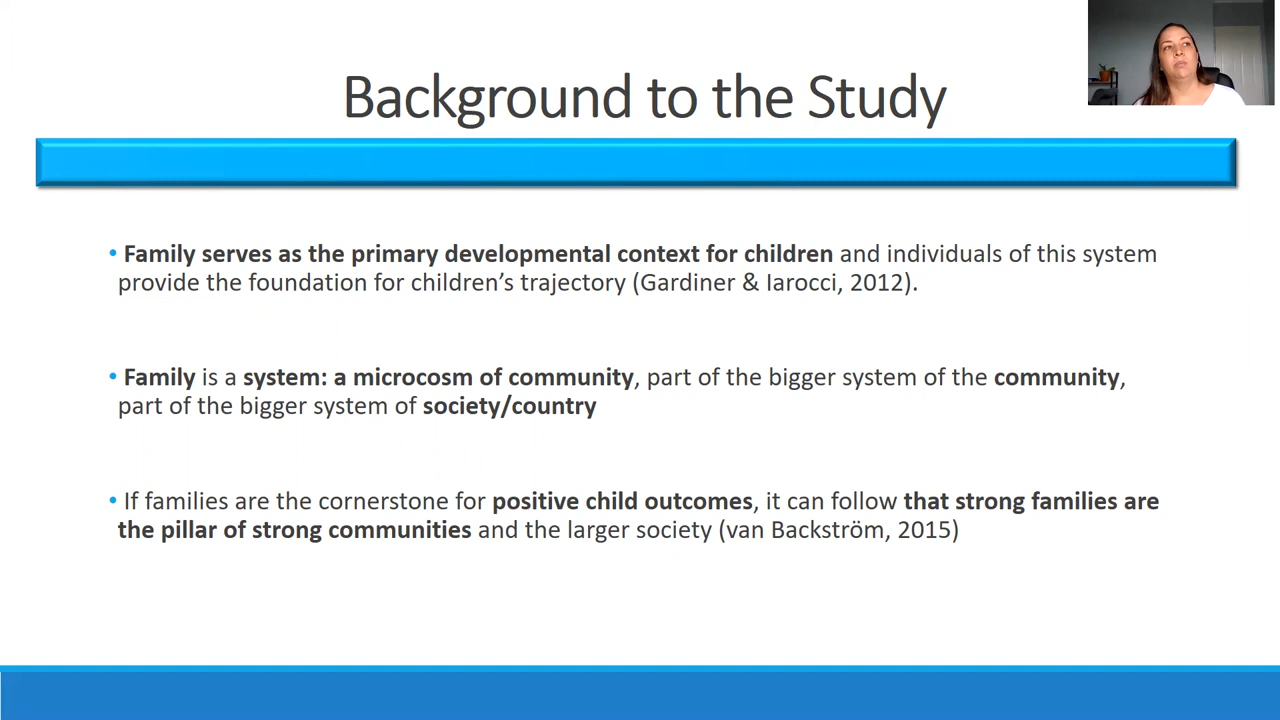 Background to the Study
• Family serves as the primary developmental context for children and individuals of this system
provide the foundation for children’s trajectory (Gardiner & Iarocci, 2012).
• Family is a system: a microcosm of community, part of the bigger system of the community,
part of the bigger system of society/country
• If families are the cornerstone for positive child outcomes, it can follow that strong families are
the pillar of strong communities and the larger society (van Backström, 2015)